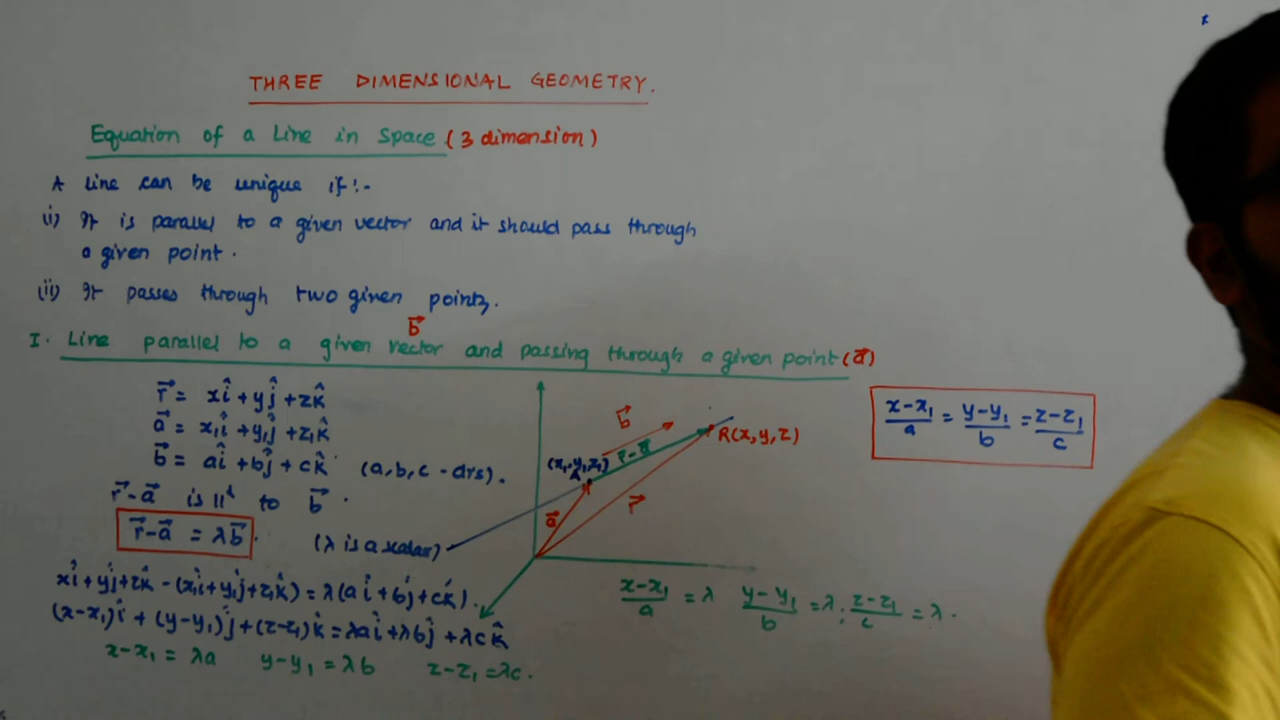 THREE DIMENSIONAL GEOMETRY.
Equation of a Line in Space (3 dimension)
A line can be unique if :-
(i) It is parallel to a given vector and it should pass through
a given point.
(ii) It passes through two given points.
I. Line parallel to a given vector b⃗ and passing through a given point (a⃗)
r⃗ = xî + yĵ + zk̂
a⃗ = x₁î + y₁ĵ + z₁k̂
b⃗ = aî + bĵ + ck̂ (a, b, c - drs).
r⃗-a⃗ is ||ˡ to b⃗.
r⃗-a⃗ = λb⃗. (λ is a scalar)
xî + yĵ + zk̂ - (x₁î + y₁ĵ + z₁k̂) = λ(aî + bĵ + ck̂).
(x-x₁)î + (y-y₁)ĵ + (z-z₁)k̂ = λaî + λbĵ + λck̂
x-x₁ = λa y-y₁ = λb z-z₁ = λc.
b⃗
(x₁,y₁,z₁)
A
r⃗-a⃗
R(x,y,z)
a⃗
r⃗
(x-x₁)/a = λ (y-y₁)/b = λ; (z-z₁)/c = λ.
(x-x₁)/a = (y-y₁)/b = (z-z₁)/c